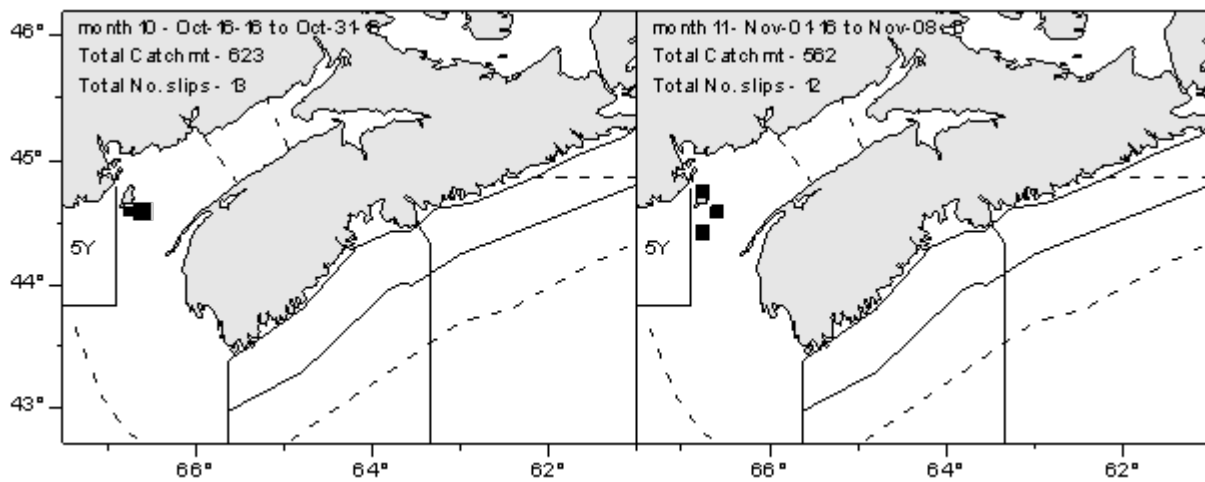 month 10 - Oct-16-16 to Oct-31-16
Total Catch mt - 623
Total No. slips - 13
5Y
month 11- Nov-01-16 to Nov-08-16
Total Catch mt - 562
Total No. slips - 12
5Y
46°
45°
44°
43°
66°
64°
62°
66°
64°
62°